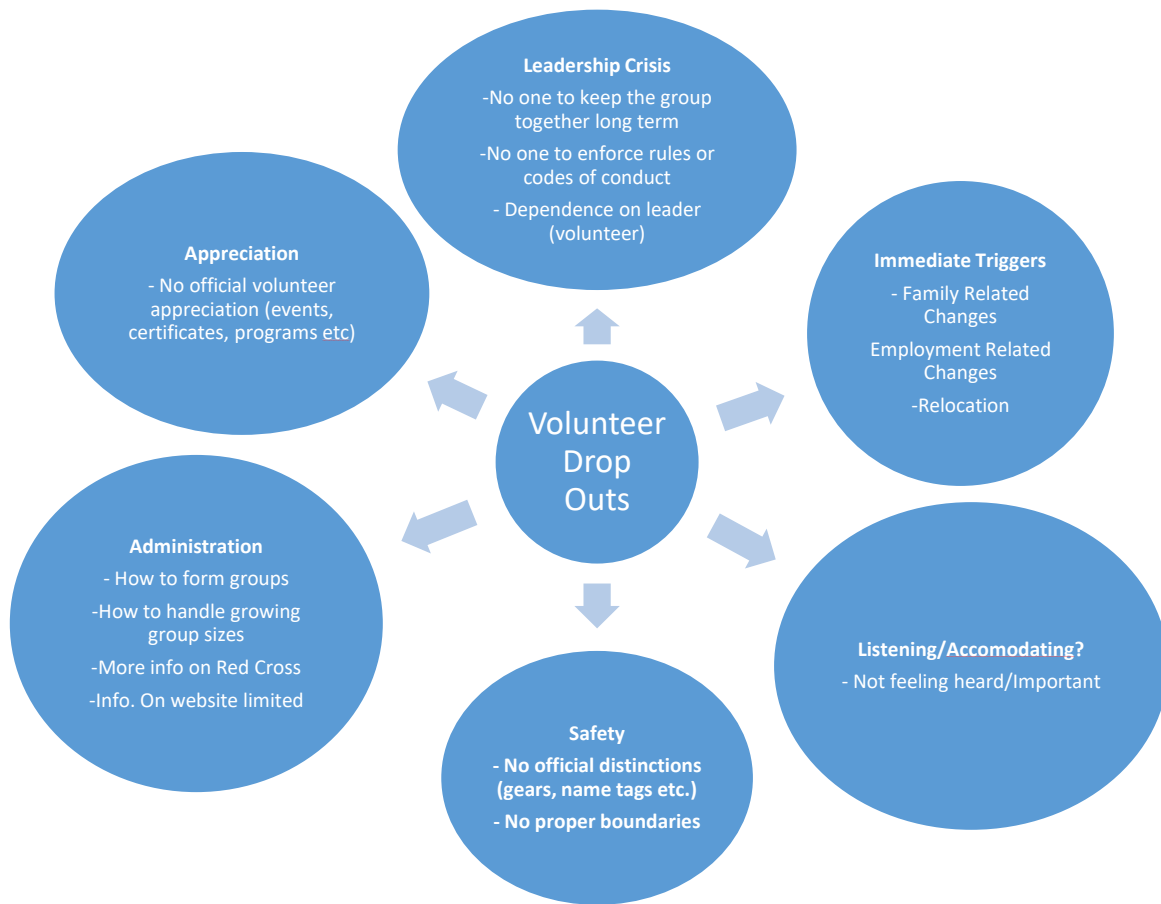 Leadership Crisis
-No one to keep the group
together long term
-No one to enforce rules or
codes of conduct
- Dependence on leader
(volunteer)
Appreciation
- No official volunteer
appreciation (events,
certificates, programs etc)
Immediate Triggers
- Family Related
Changes
Employment Related
Changes
-Relocation
Volunteer
Drop
Outs
Administration
- How to form groups
-How to handle growing
group sizes
-More info on Red Cross
-Info. On website limited
Listening/Accomodating?
- Not feeling heard/Important
Safety
- No official distinctions
(gears, name tags etc.)
- No proper boundaries